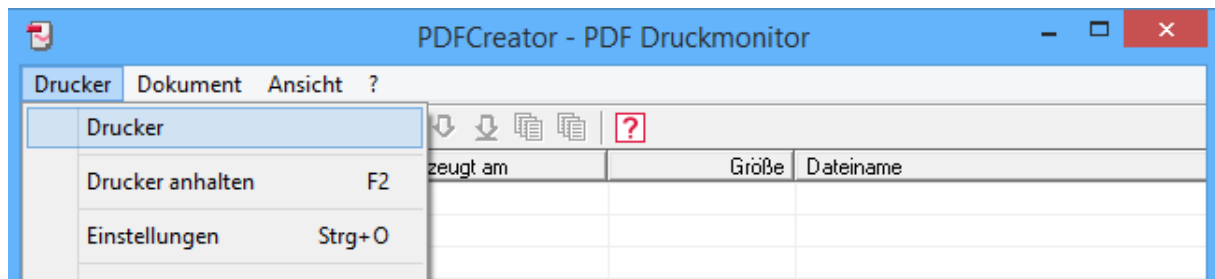 PDFCreator - PDF Druckmonitor
Drucker Dokument Ansicht ?
Drucker
?
zeugt am Größe Dateiname
Drucker anhalten F2
Einstellungen Strg+O